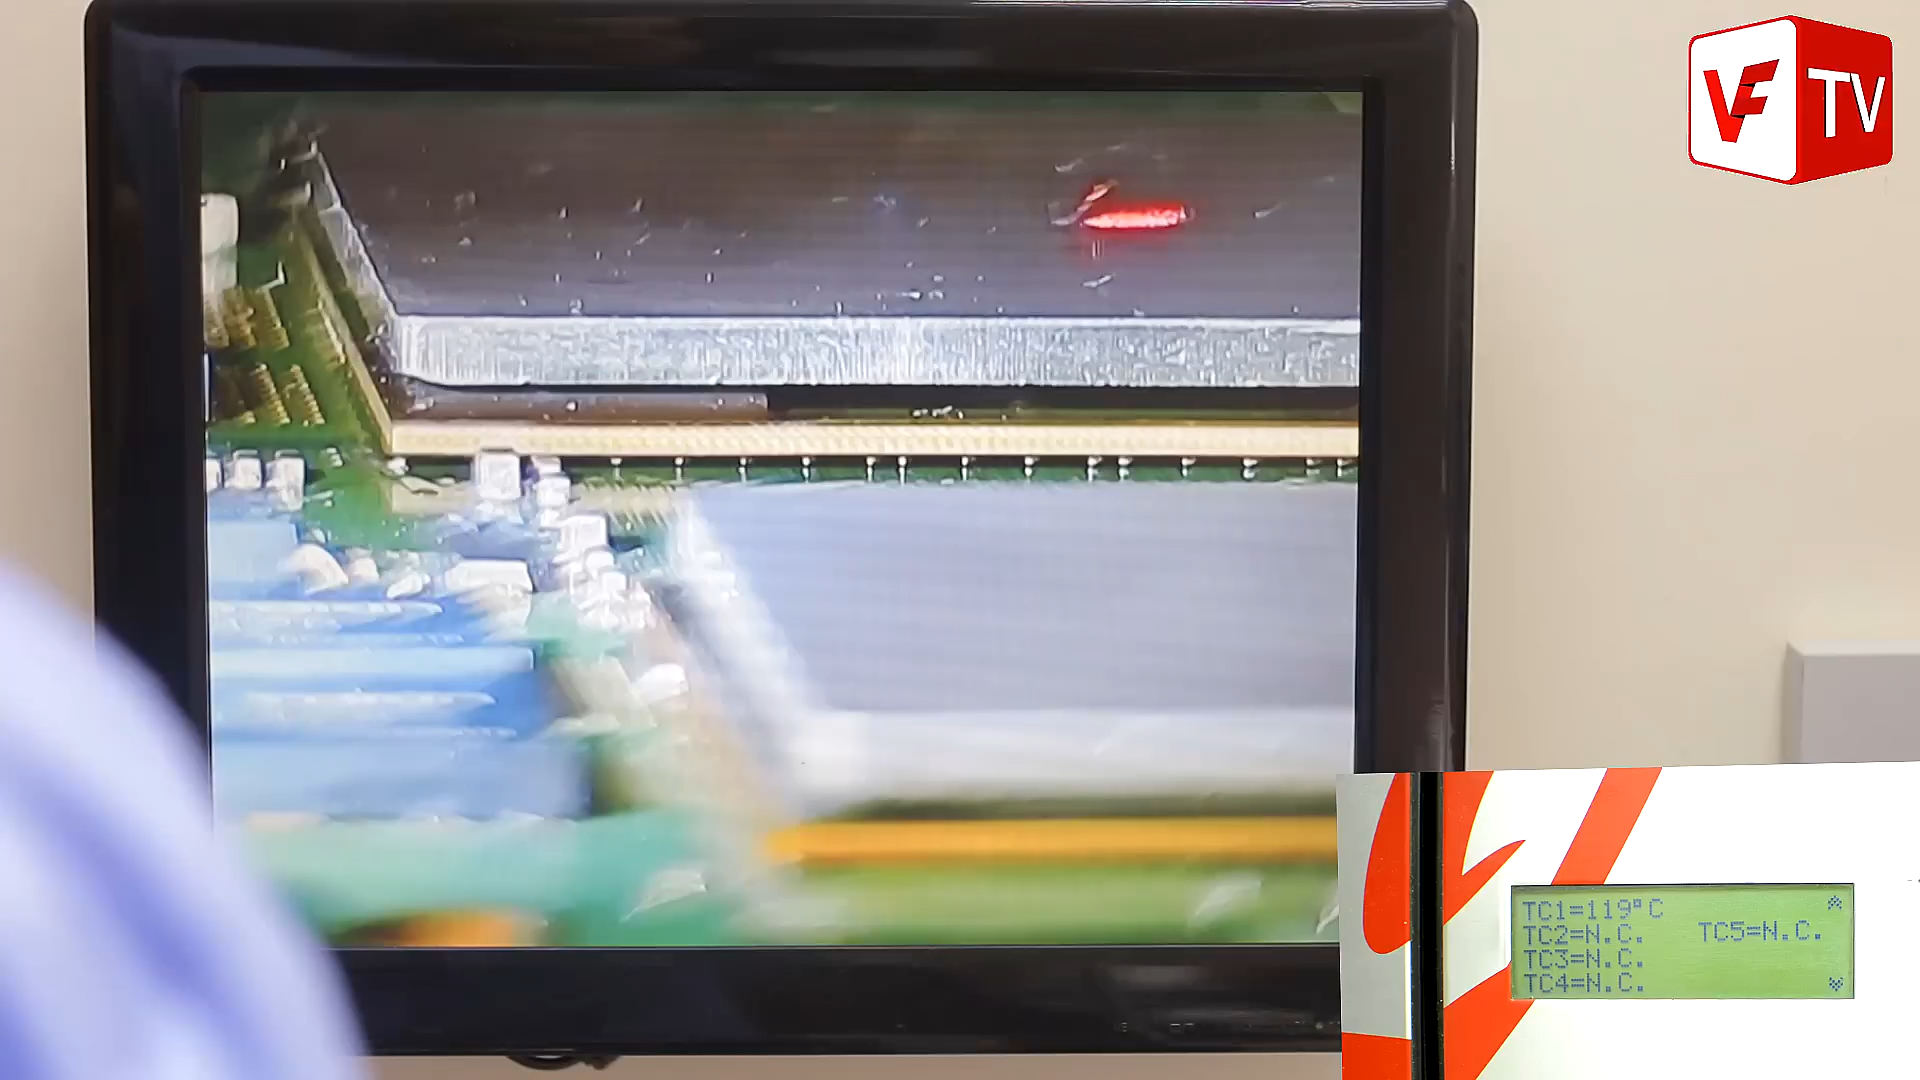 VF TV
TC1=119°C
TC2=N.C.
TC5=N.C.
TC3=N.C.
TC4=N.C.